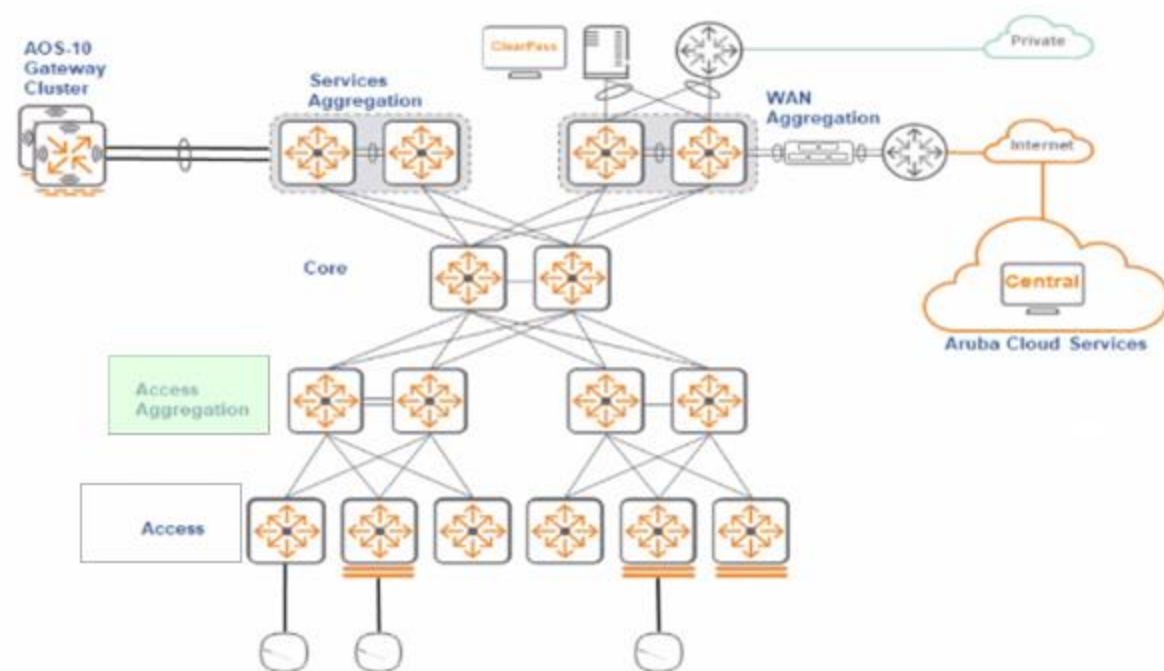 AOS-10
Gateway
Cluster
Services
Aggregation
ClearPass
Private
WAN
Aggregation
Internet
Core
Central
Aruba Cloud Services
Access
Aggregation
Access